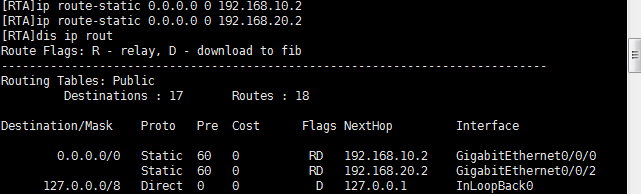 [RTA]ip route-static 0.0.0.0 0 192.168.10.2
[RTA]ip route-static 0.0.0.0 0 192.168.20.2
[RTA]dis ip rout
Route Flags: R - relay, D - download to fib
------------------------------------------------------------------------------
Routing Tables: Public
         Destinations : 17       Routes : 18
Destination/Mask    Proto   Pre  Cost      Flags NextHop         Interface
        0.0.0.0/0   Static  60   0          RD   192.168.10.2    GigabitEthernet0/0/0
                    Static  60   0          RD   192.168.20.2    GigabitEthernet0/0/2
      127.0.0.0/8   Direct  0    0           D   127.0.0.1       InLoopBack0